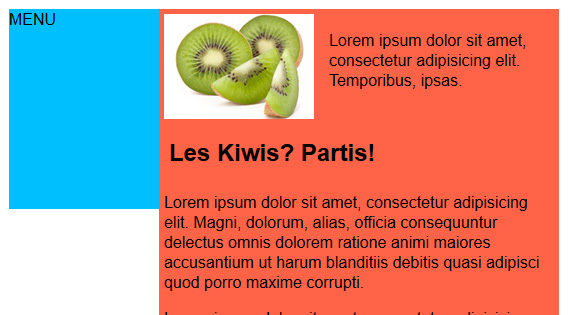 MENU
Lorem ipsum dolor sit amet,
consectetur adipisicing elit.
Temporibus, ipsas.
Les Kiwis? Partis!
Lorem ipsum dolor sit amet, consectetur adipisicing
elit. Magni, dolorum, alias, officia consequuntur
delectus omnis dolorem ratione animi maiores
accusantium ut harum blanditiis debitis quasi adipisci
quod porro maxime corrupti.